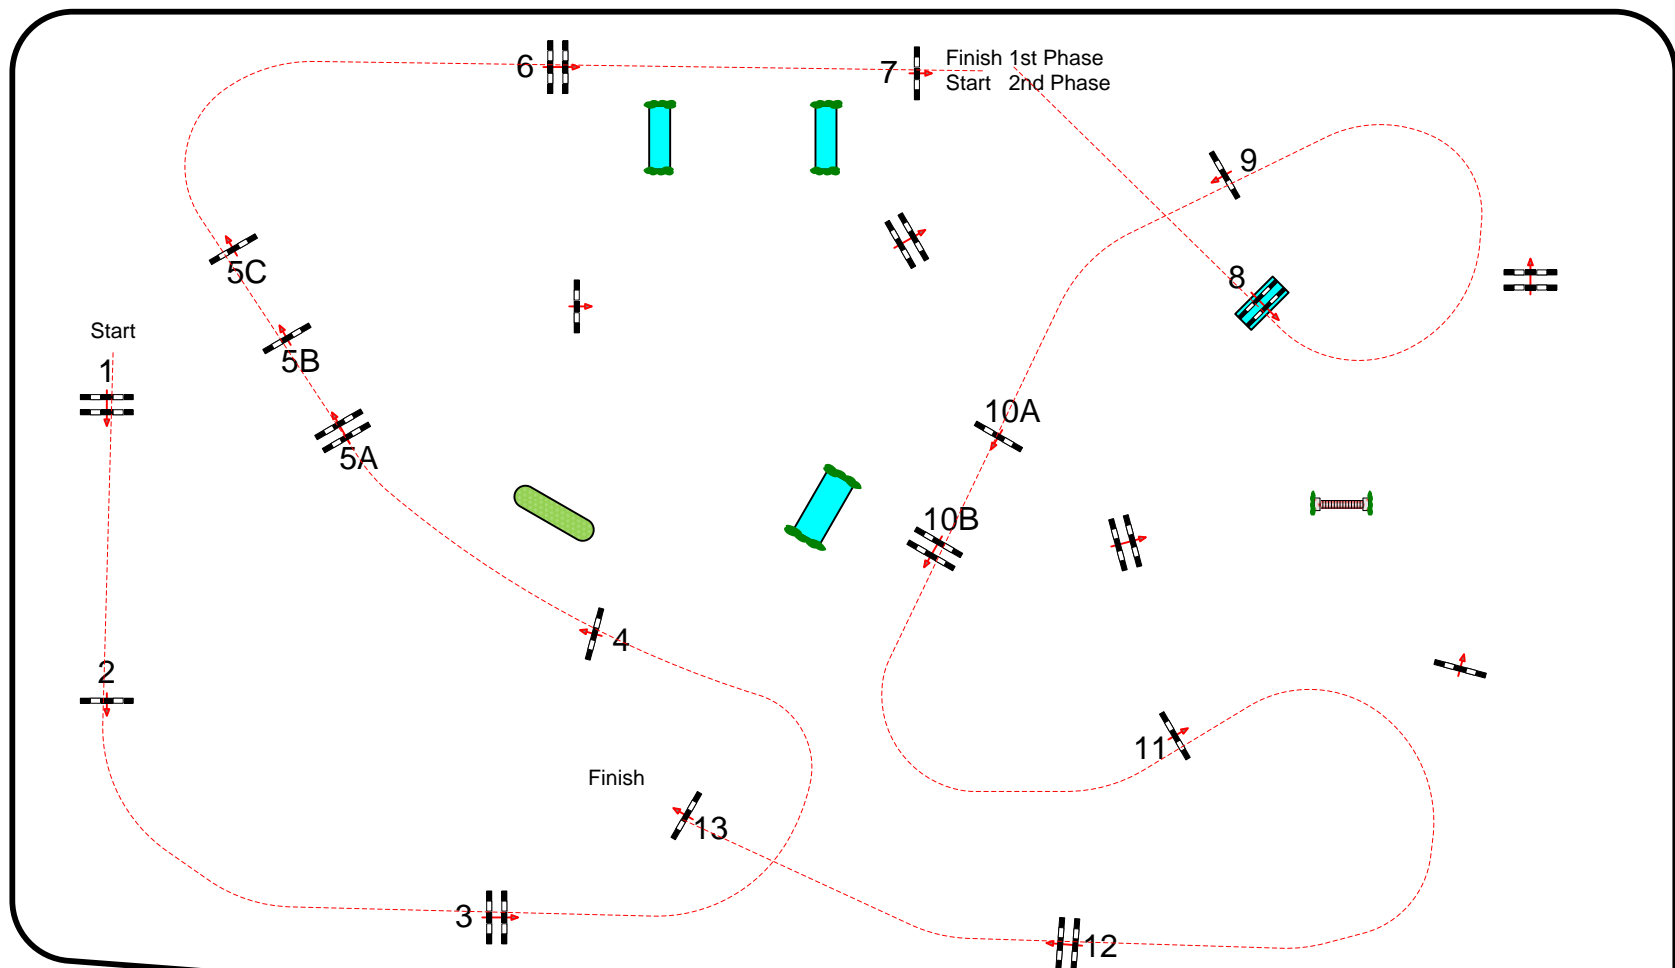 6
7
Finish 1st Phase
Start 2nd Phase
9
5C
8
Start
1
5B
10A
5A
10B
4
2
11
Finish
13
3
12